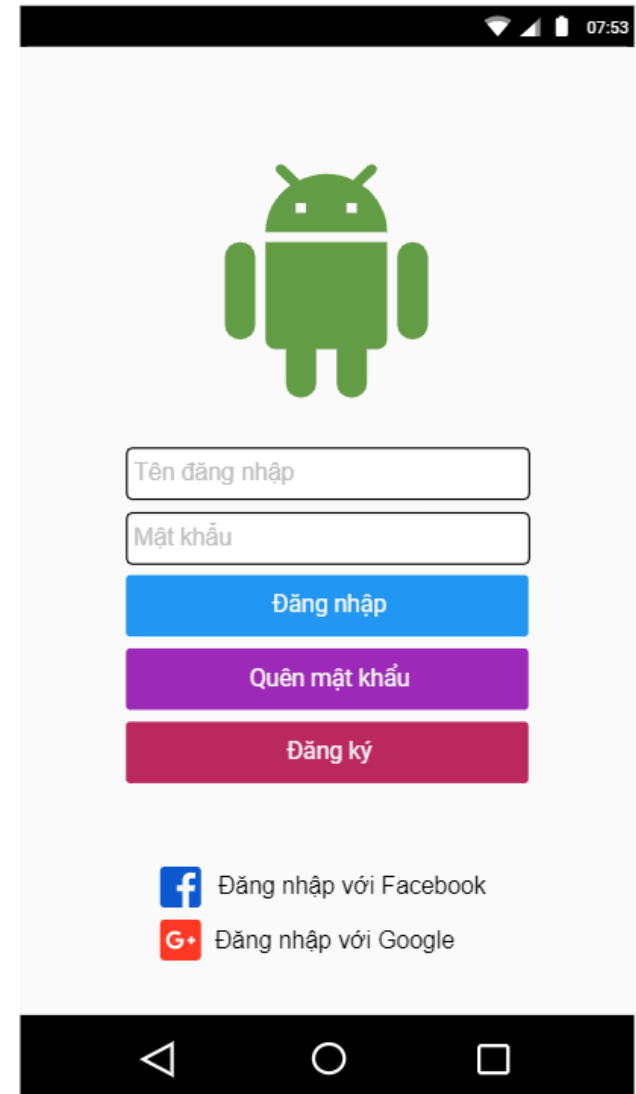 07:53
Tên đăng nhập
Mật khẩu
Đăng nhập
Quên mật khẩu
Đăng ký
f Đăng nhập với Facebook
G+ Đăng nhập với Google